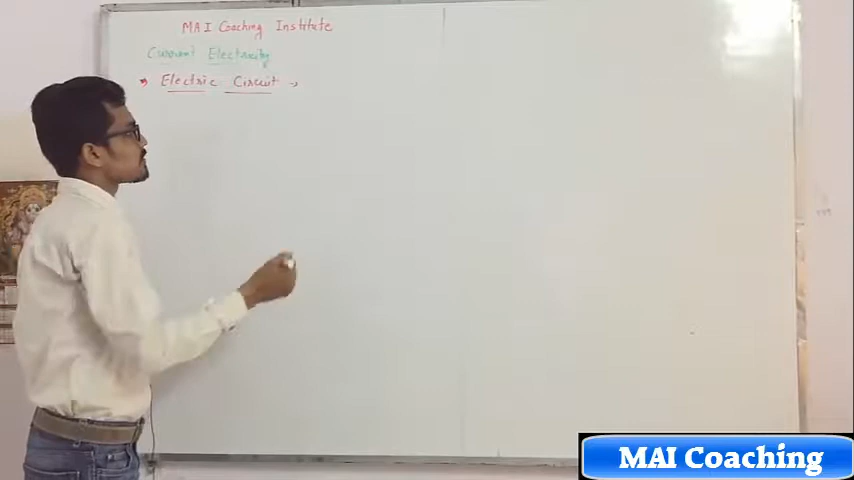 MAI Coaching Institute
Current Electricity
Electric Circuit →
MAI Coaching